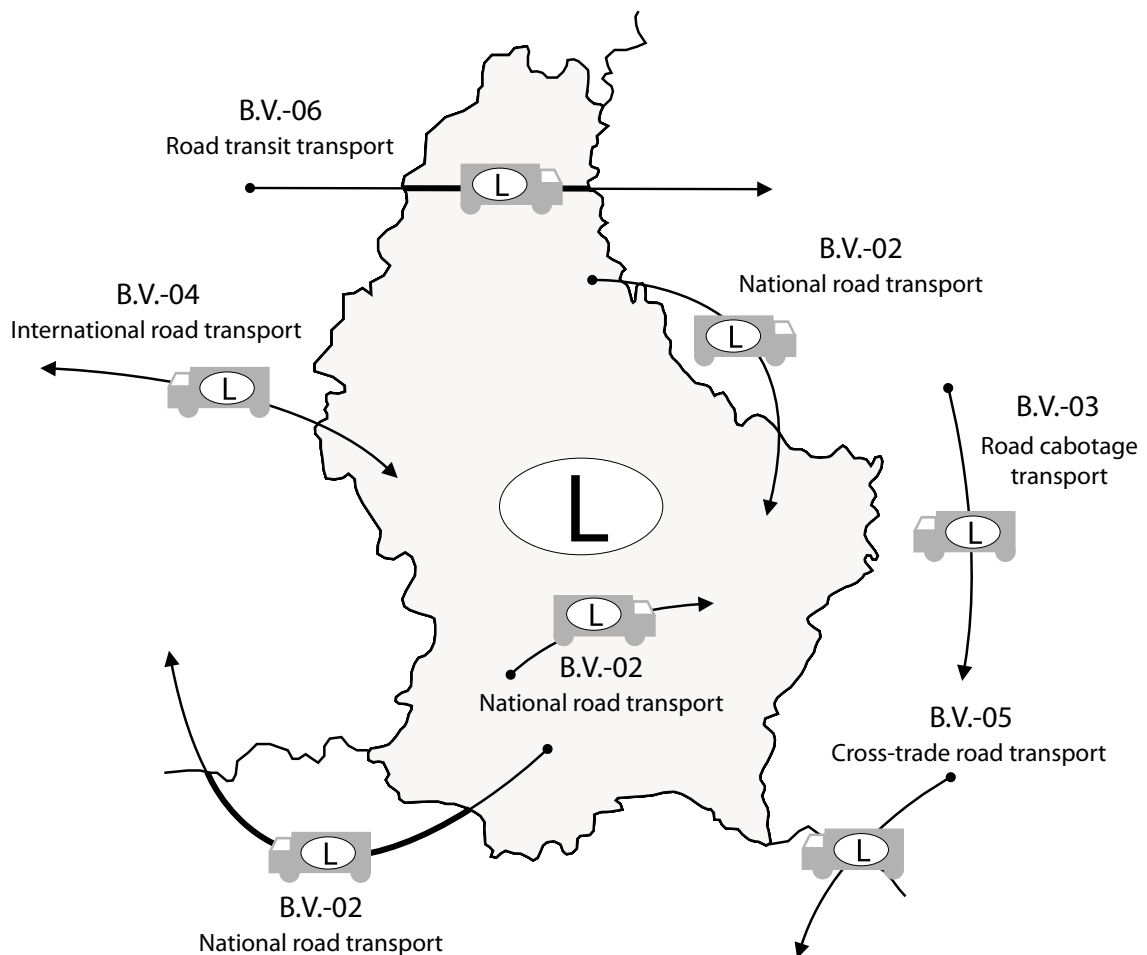 B.V.-06
Road transit transport
L
B.V.-02
National road transport
L
B.V.-04
International road transport
L
B.V.-03
Road cabotage
transport
L
L
L
B.V.-02
National road transport
B.V.-05
Cross-trade road transport
L
L
B.V.-02
National road transport